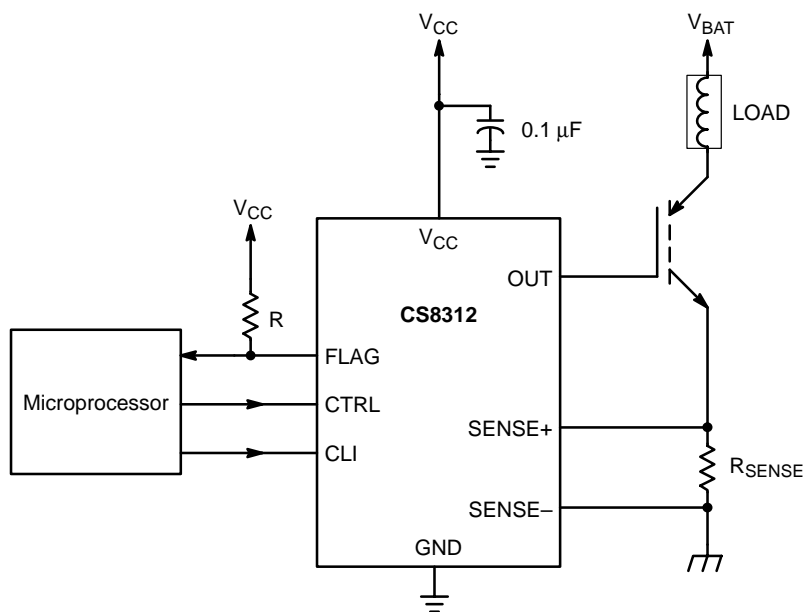 VCC
VBAT
0.1 μF
LOAD
VCC
VCC
OUT
R
CS8312
FLAG
Microprocessor
CTRL
SENSE+
CLI
RSENSE
SENSE–
GND